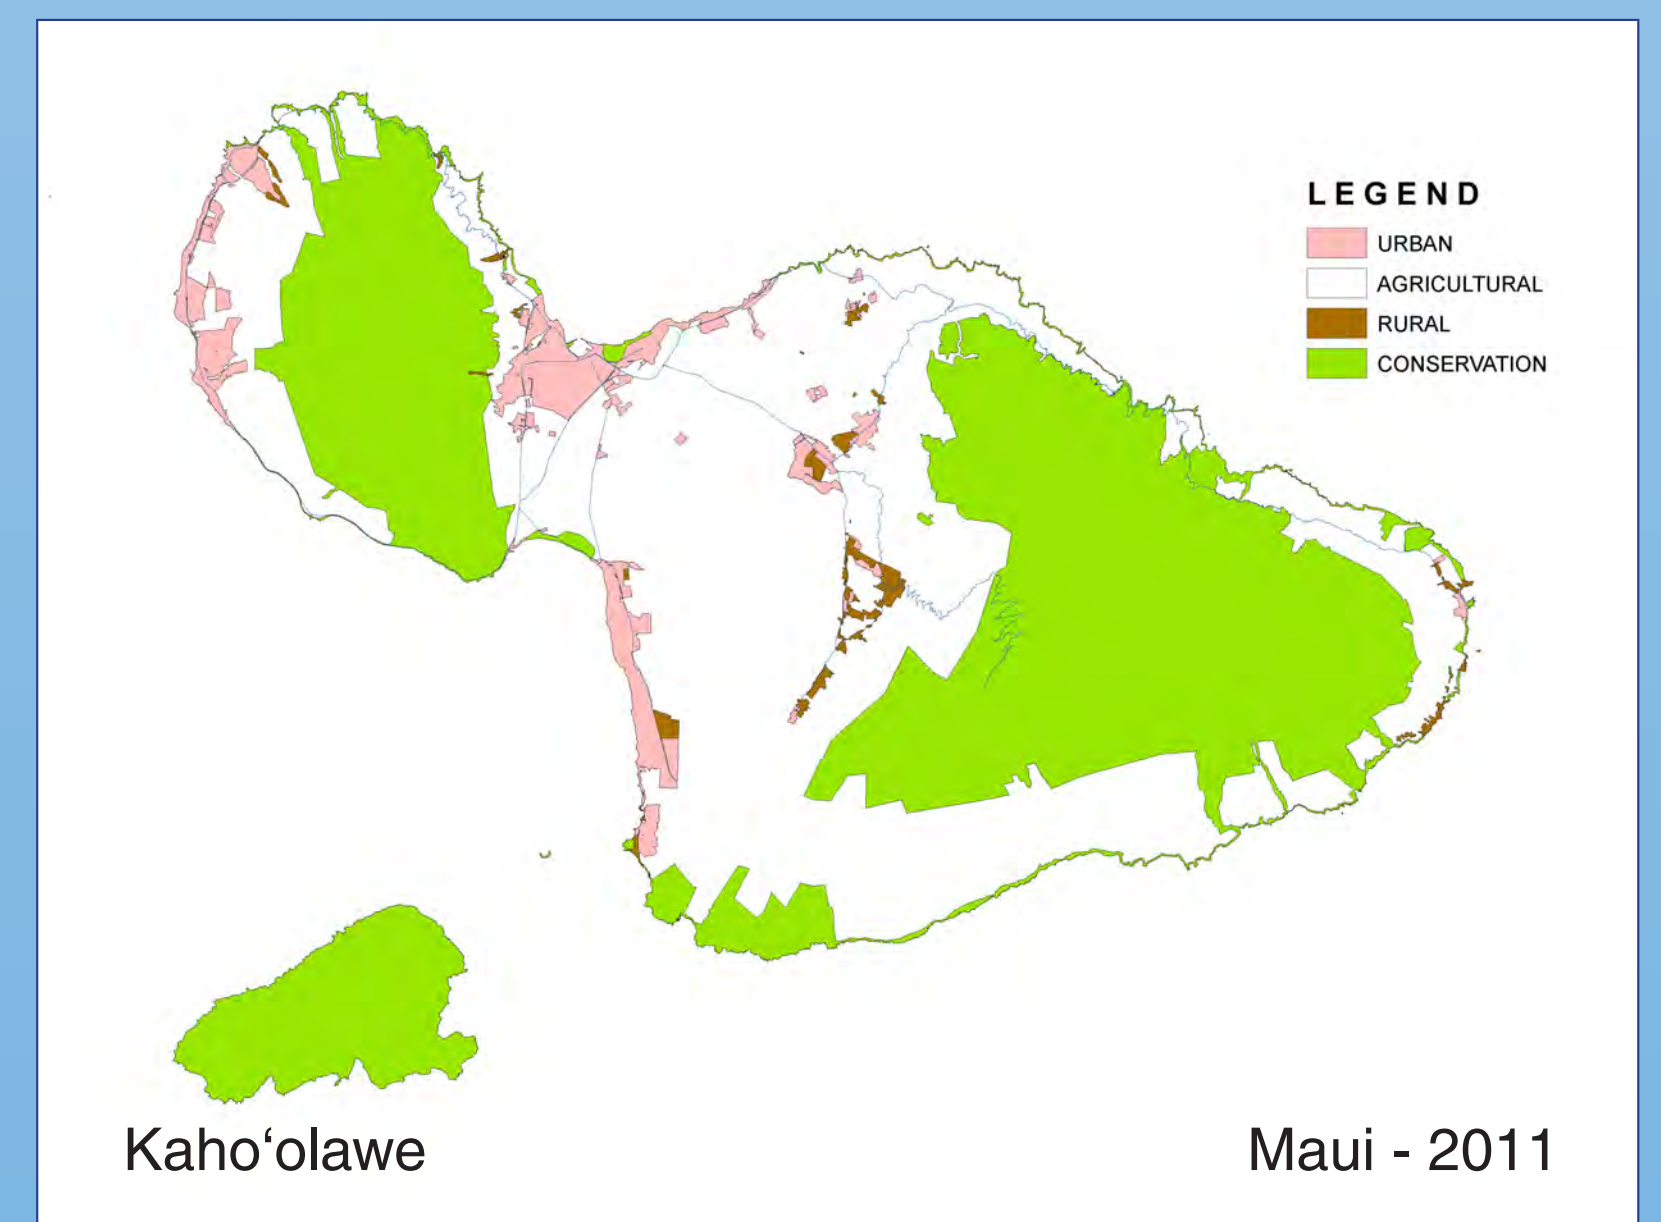 LEGEND
URBAN
AGRICULTURAL
RURAL
CONSERVATION
Kahoʻolawe
Maui - 2011